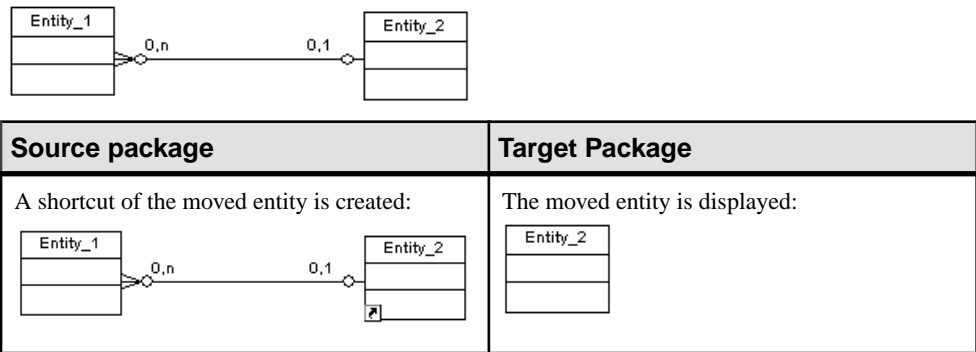 Entity_1
0,n 0,1
Entity_2
Source package
Target Package
A shortcut of the moved entity is created:
The moved entity is displayed:
Entity_1
0,n 0,1
Entity_2
Entity_2